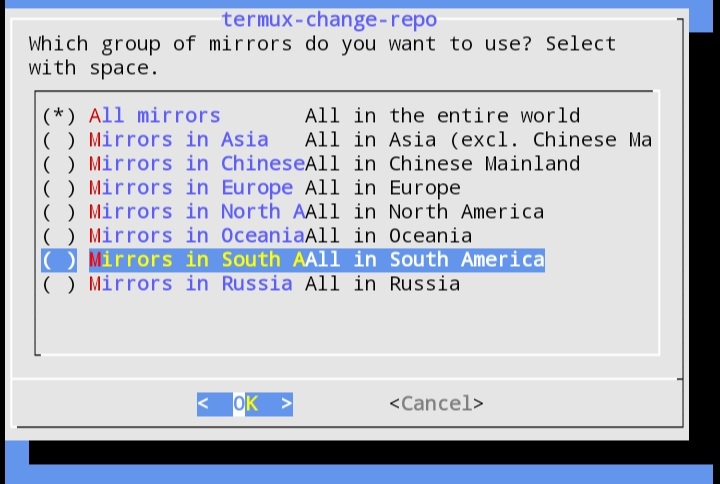 termux-change-repo
Which group of mirrors do you want to use? Select
with space.
(*) All mirrors All in the entire world
( ) Mirrors in Asia All in Asia (excl. Chinese Ma
( ) Mirrors in ChineseAll in Chinese Mainland
( ) Mirrors in Europe All in Europe
( ) Mirrors in North AAll in North America
( ) Mirrors in OceaniaAll in Oceania
( ) Mirrors in South AAll in South America
( ) Mirrors in Russia All in Russia
< OK > <Cancel>